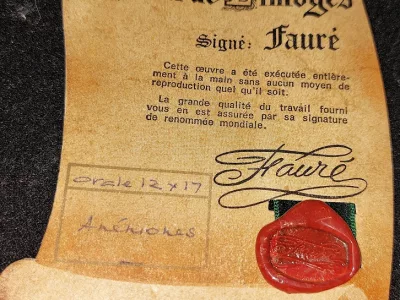 de Limoges
Signé: Fauré
Cette œuvre a été exécutée entière-
ment à la main sans aucun moyen de
reproduction quel qu'il soit.
La grande qualité du travail fourni
vous en est assurée par sa signature
de renommée mondiale.
Fauré
ovale 12 x 17
Anémones